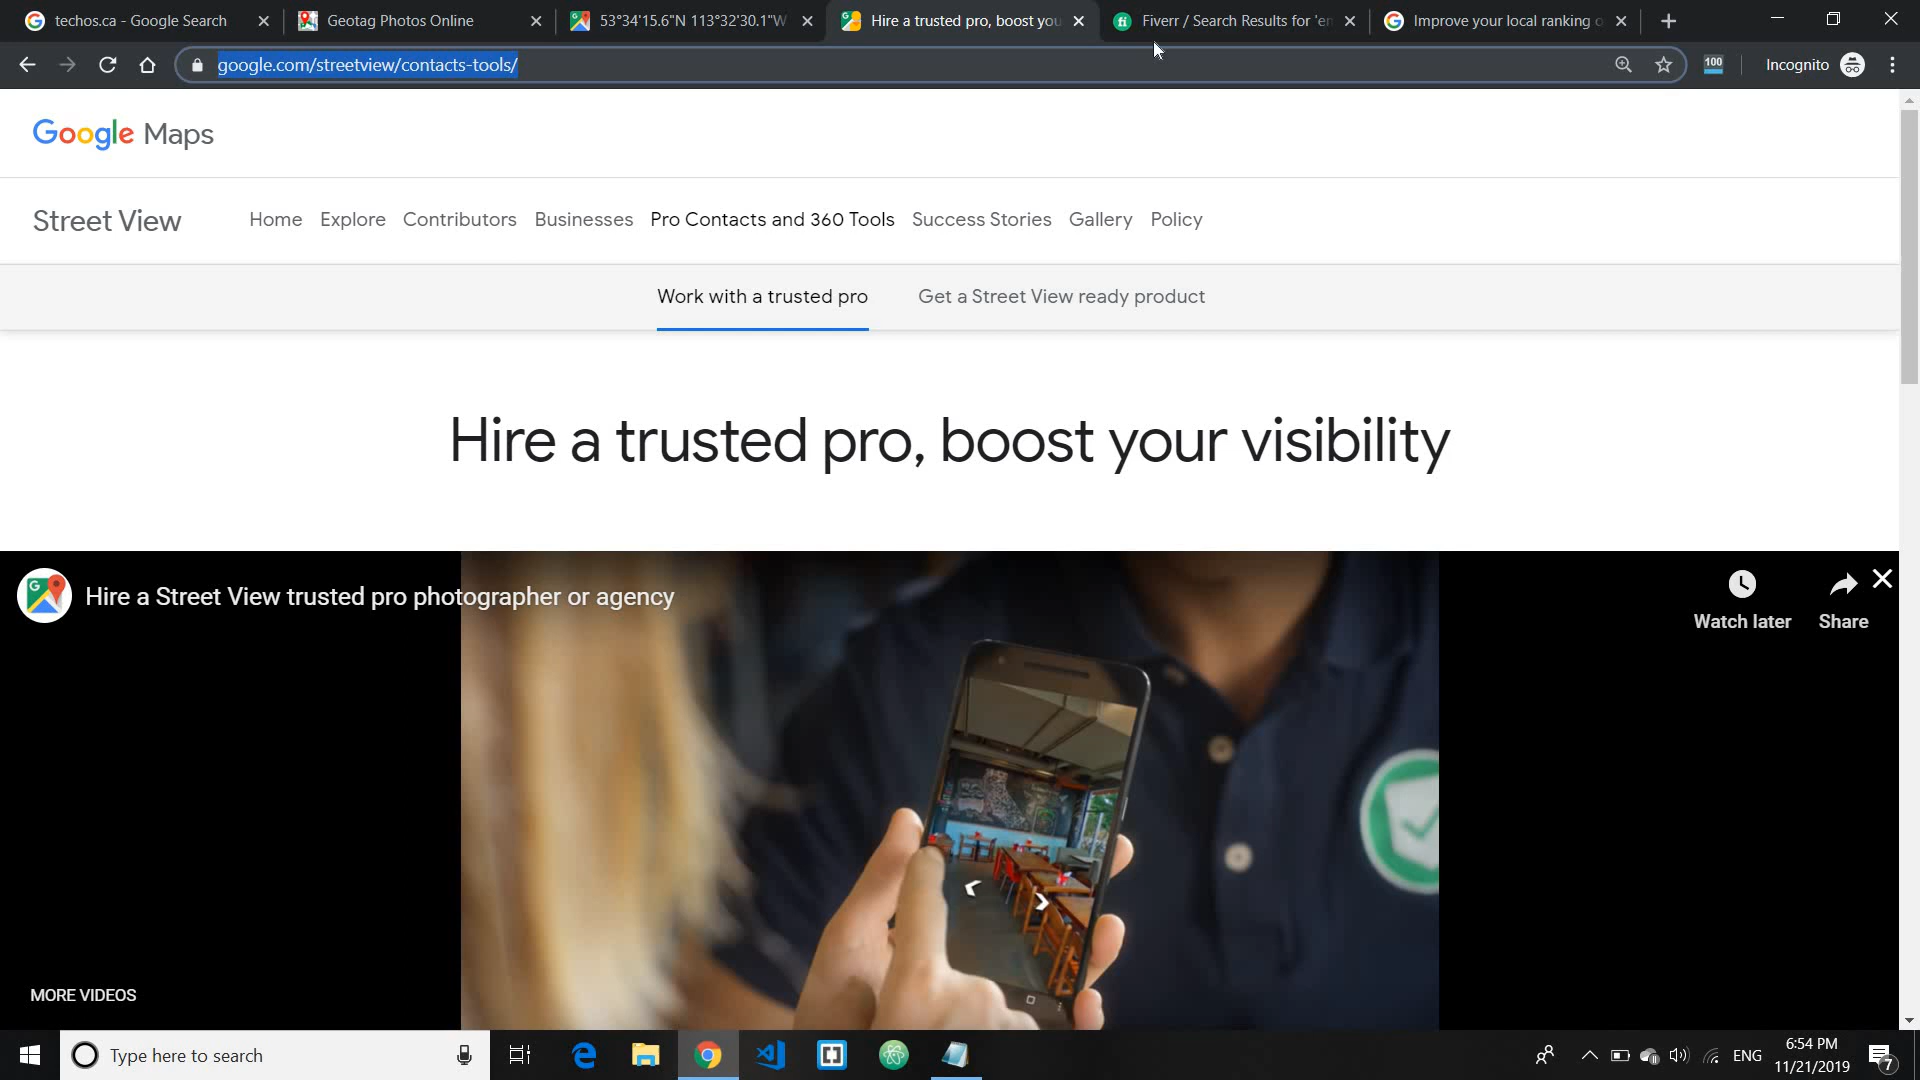 techos.ca - Google Search
Geotag Photos Online
53°34'15.6"N 113°32'30.1"W
Hire a trusted pro, boost you
Fiverr / Search Results for 'em
Improve your local ranking o
google.com/streetview/contacts-tools/
100
Incognito
Google Maps
Street View
Home
Explore
Contributors
Businesses
Pro Contacts and 360 Tools
Success Stories
Gallery
Policy
Work with a trusted pro
Get a Street View ready product
Hire a trusted pro, boost your visibility
Hire a Street View trusted pro photographer or agency
Watch later
Share
MORE VIDEOS
Type here to search
ENG
6:54 PM
11/21/2019
7